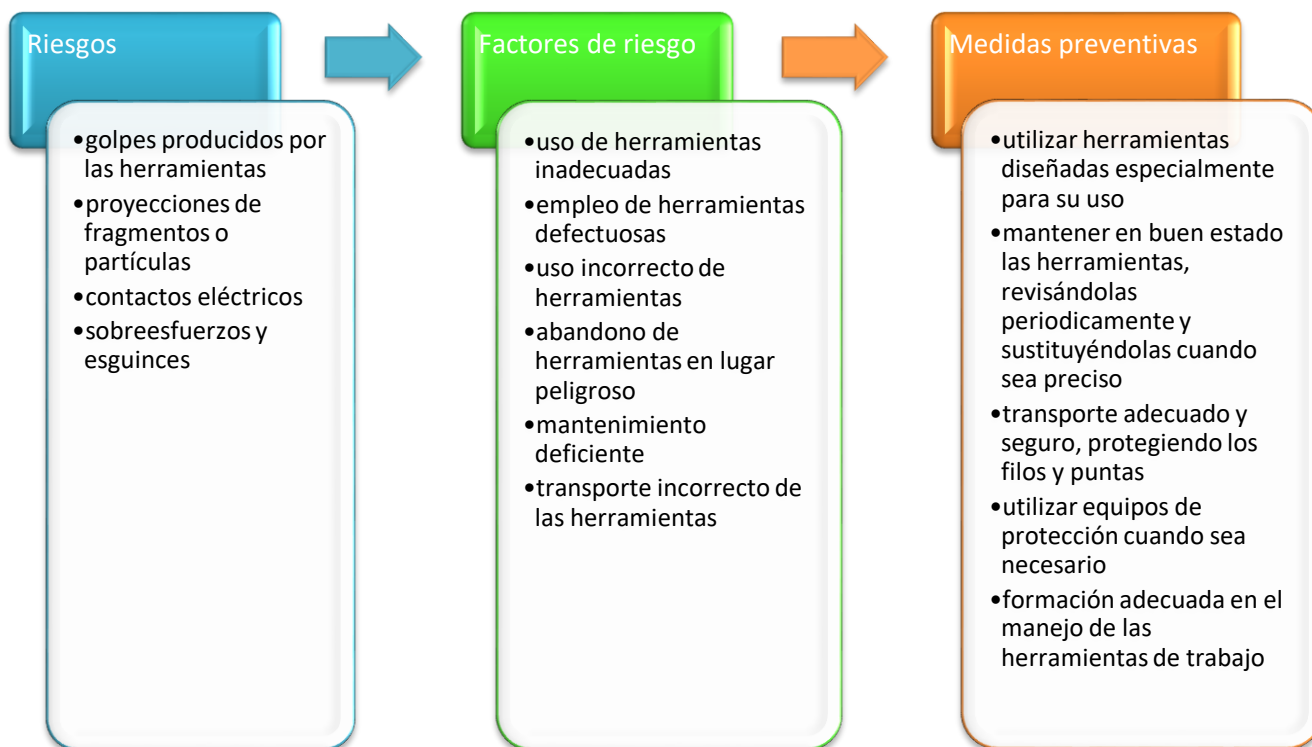 Riesgos
•golpes producidos por
las herramientas
•proyecciones de
fragmentos o
partículas
•contactos eléctricos
•sobreesfuerzos y
esguinces
Factores de riesgo
•uso de herramientas
inadecuadas
•empleo de herramientas
defectuosas
•uso incorrecto de
herramientas
•abandono de
herramientas en lugar
peligroso
•mantenimiento
deficiente
•transporte incorrecto de
las herramientas
Medidas preventivas
•utilizar herramientas
diseñadas especialmente
para su uso
•mantener en buen estado
las herramientas,
revisándolas
periodicamente y
sustituyéndolas cuando
sea preciso
•transporte adecuado y
seguro, protegiendo los
filos y puntas
•utilizar equipos de
protección cuando sea
necesario
•formación adecuada en el
manejo de las
herramientas de trabajo